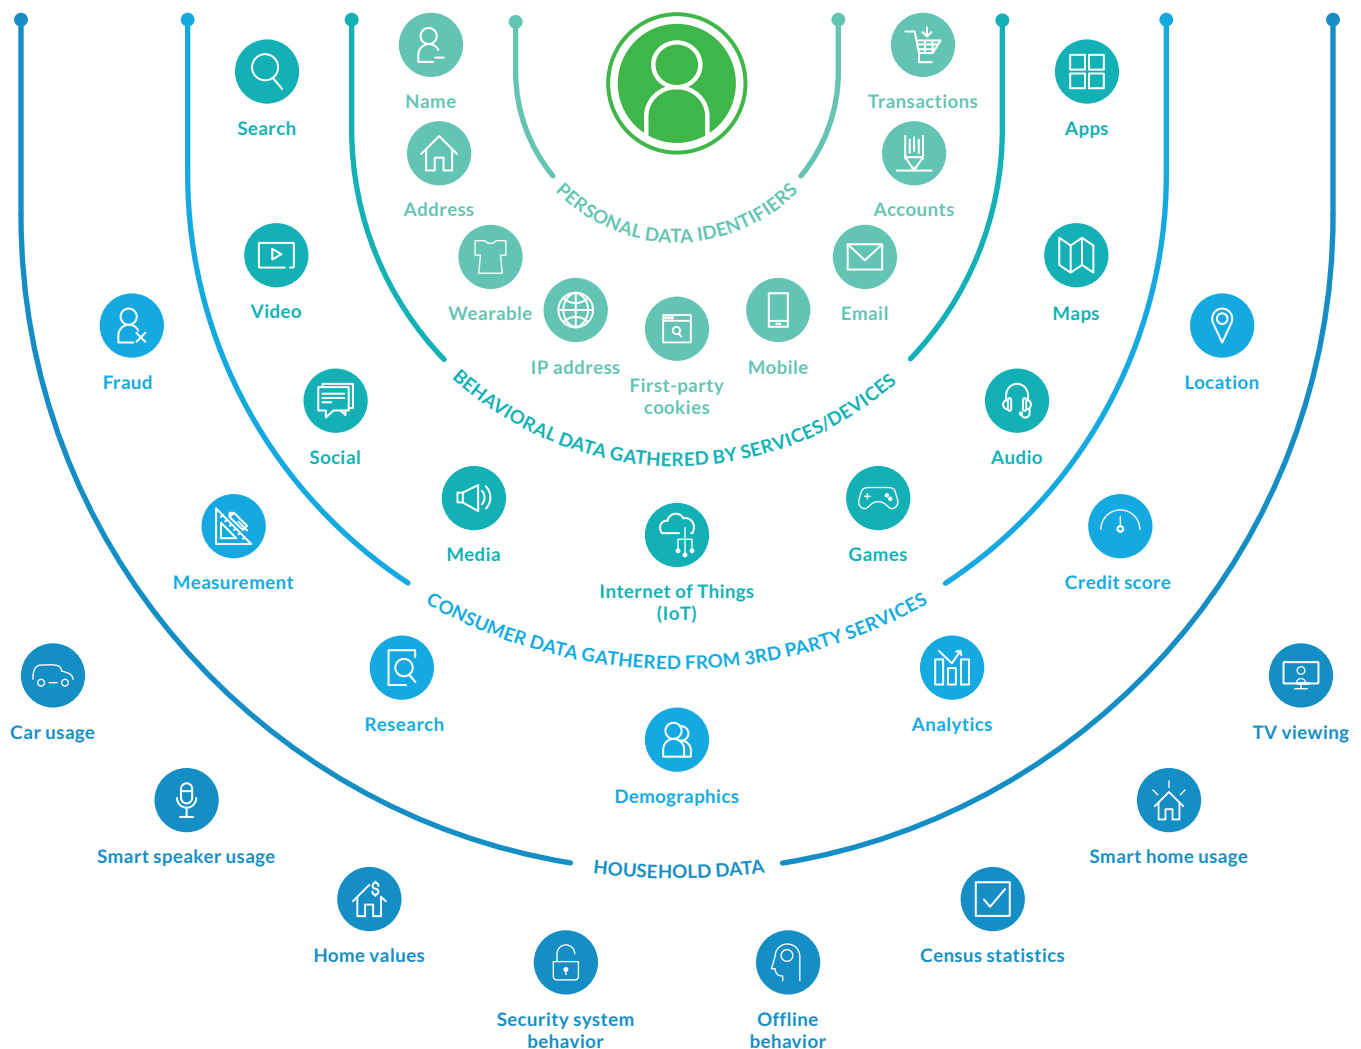 Name
Transactions
Search
Apps
Address
Accounts
PERSONAL DATA IDENTIFIERS
Video
Wearable
Email
Maps
IP address
First-party
cookies
Mobile
Fraud
Location
BEHAVIORAL DATA GATHERED BY SERVICES/DEVICES
Social
Audio
Media
Games
Internet of Things
(IoT)
Measurement
Credit score
CONSUMER DATA GATHERED FROM 3RD PARTY SERVICES
Research
Analytics
Car usage
TV viewing
Demographics
Smart speaker usage
Smart home usage
HOUSEHOLD DATA
Home values
Census statistics
Security system
behavior
Offline
behavior